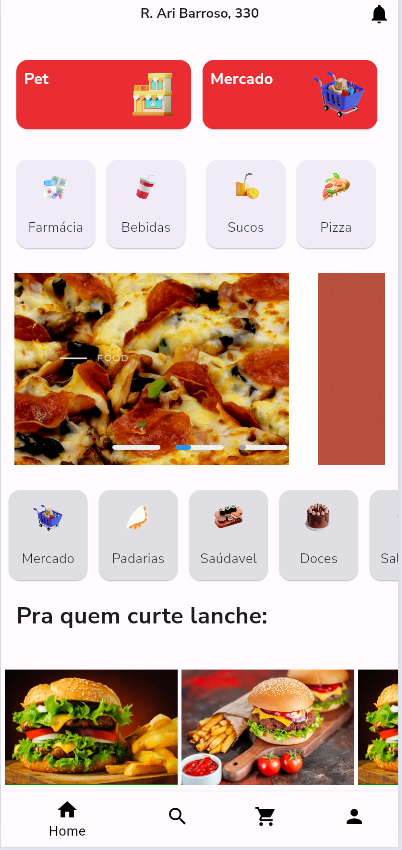 R. Ari Barroso, 330
Pet
Mercado
Farmácia
Bebidas
Sucos
Pizza
FOOD
Mercado
Padarias
Saúdavel
Doces
Sal
Pra quem curte lanche:
Home